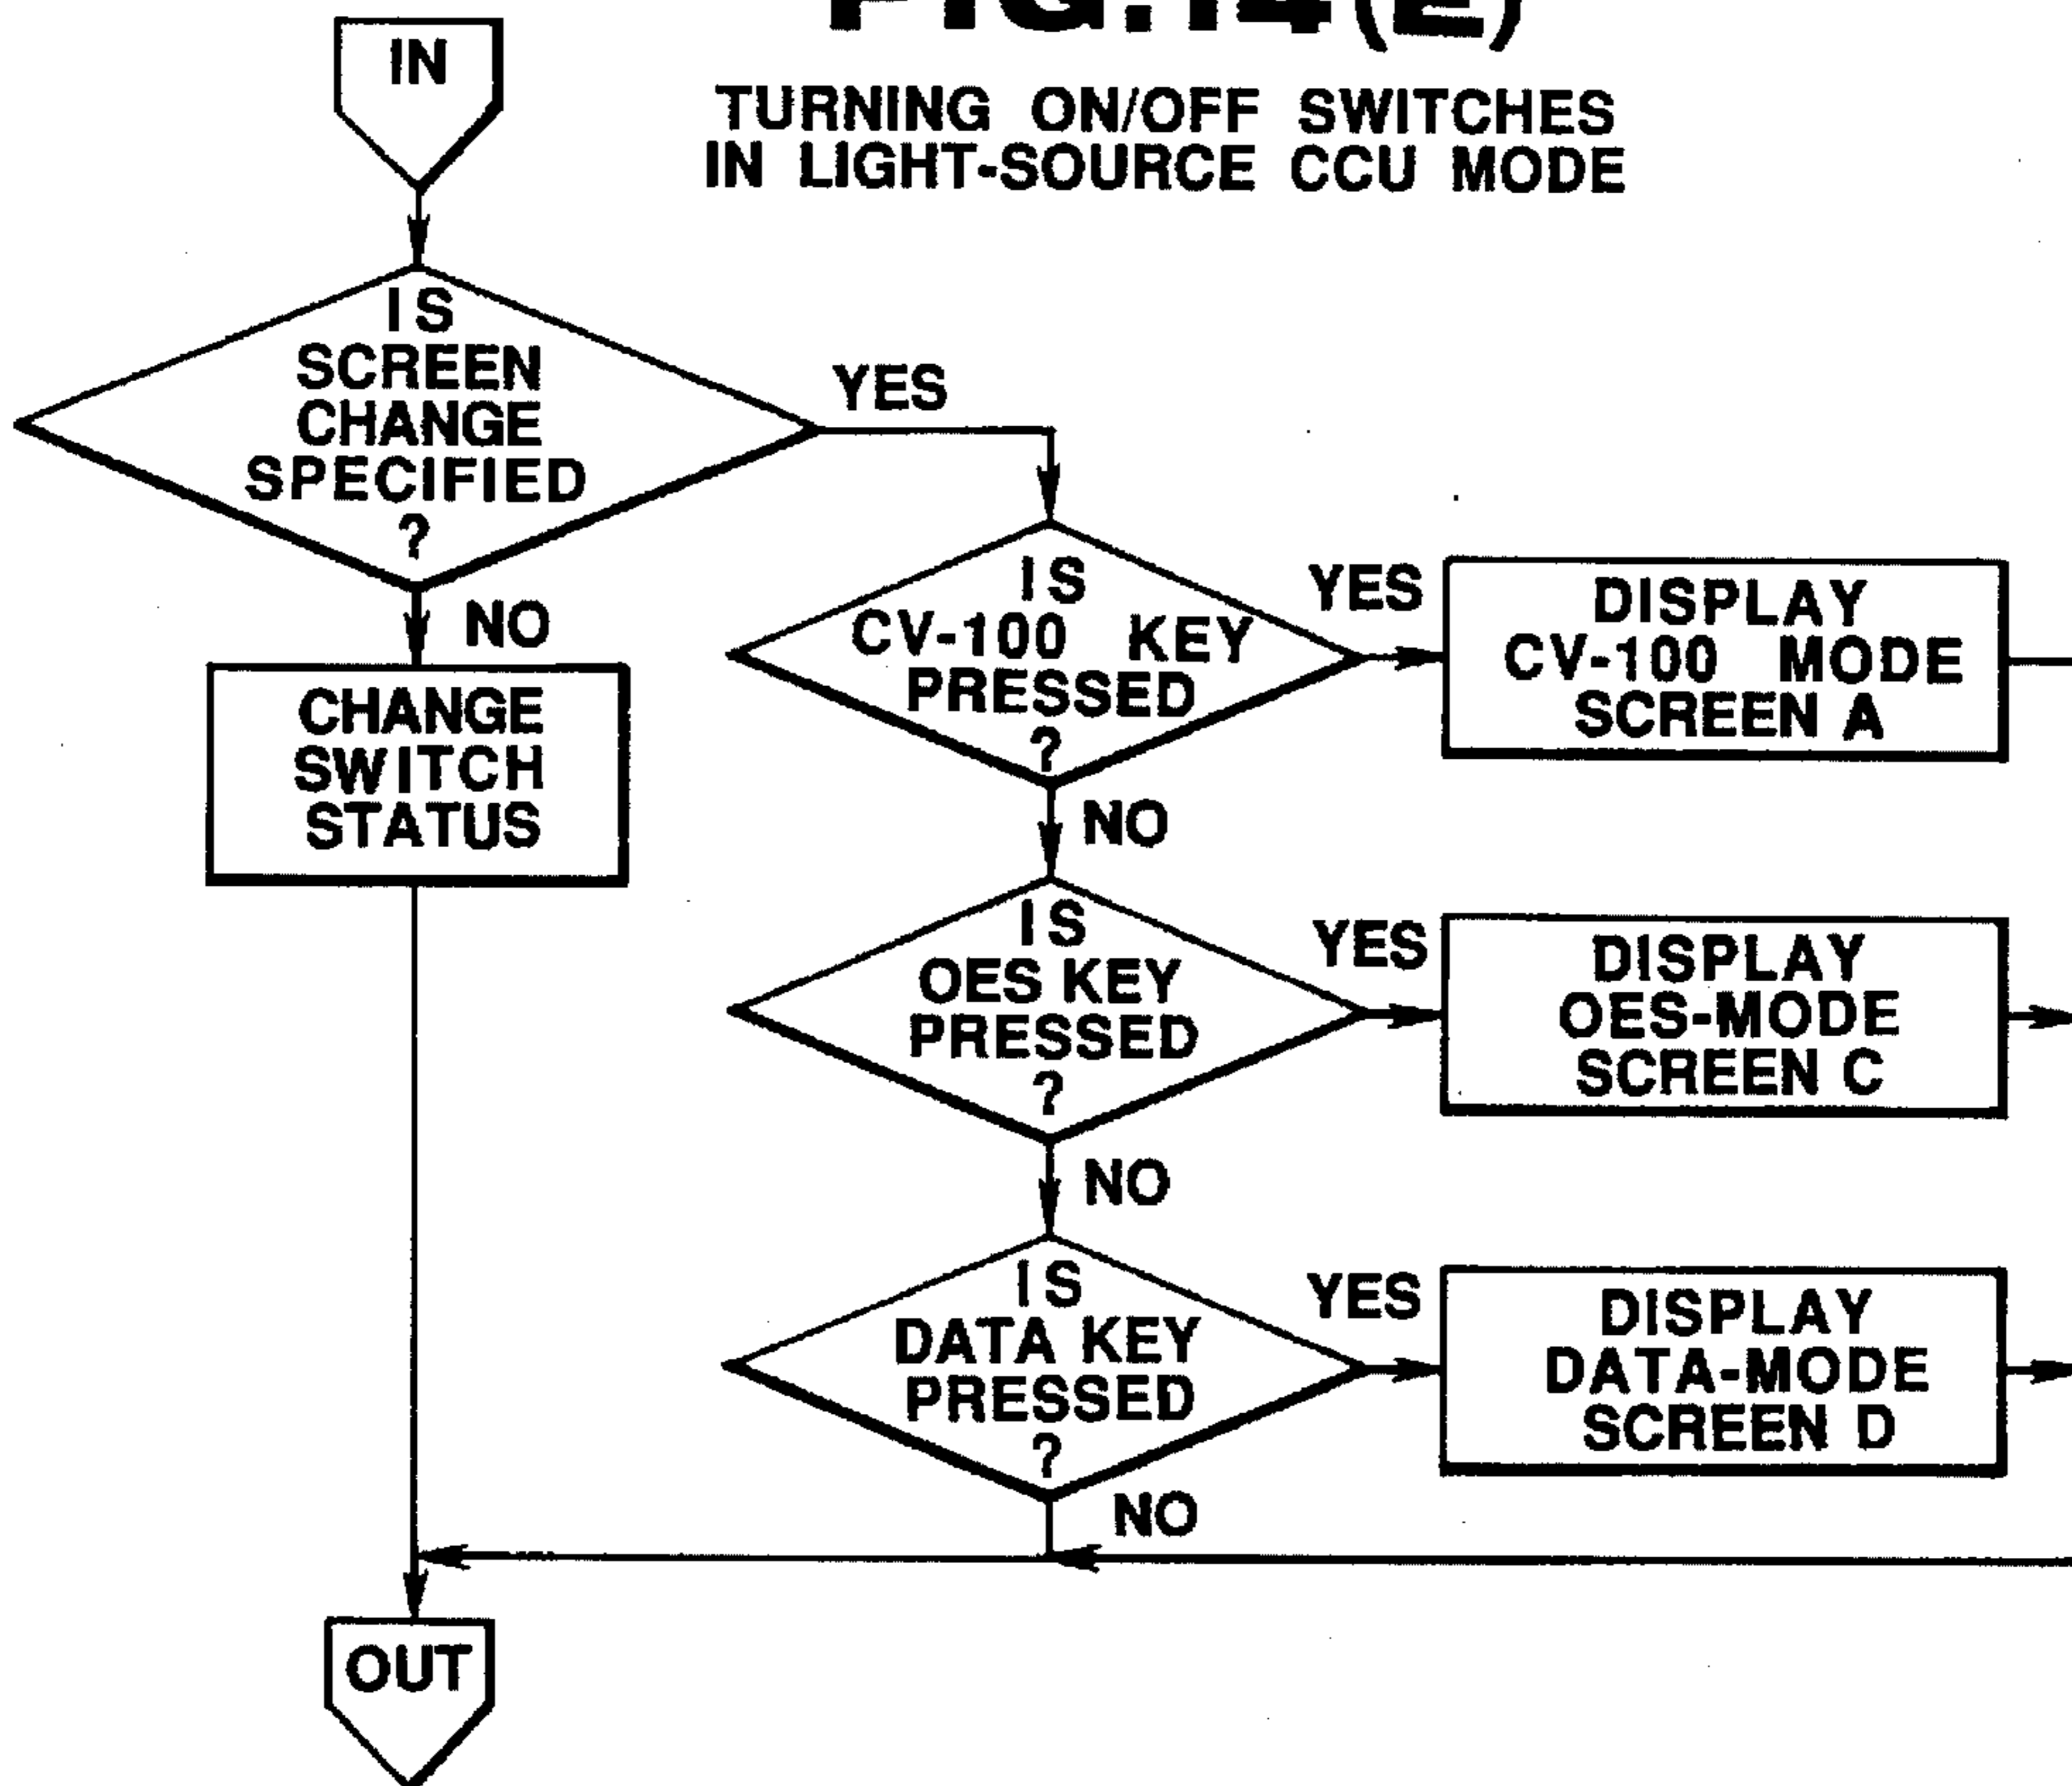 FIG.14(E)
TURNING ON/OFF SWITCHES
IN LIGHT-SOURCE CCU MODE
IN
IS
SCREEN
CHANGE
SPECIFIED
?
YES
NO
CHANGE
SWITCH
STATUS
IS
CV-100 KEY
PRESSED
?
YES
DISPLAY
CV-100 MODE
SCREEN A
NO
IS
OES KEY
PRESSED
?
YES
DISPLAY
OES-MODE
SCREEN C
NO
IS
DATA KEY
PRESSED
?
YES
DISPLAY
DATA-MODE
SCREEN D
NO
OUT